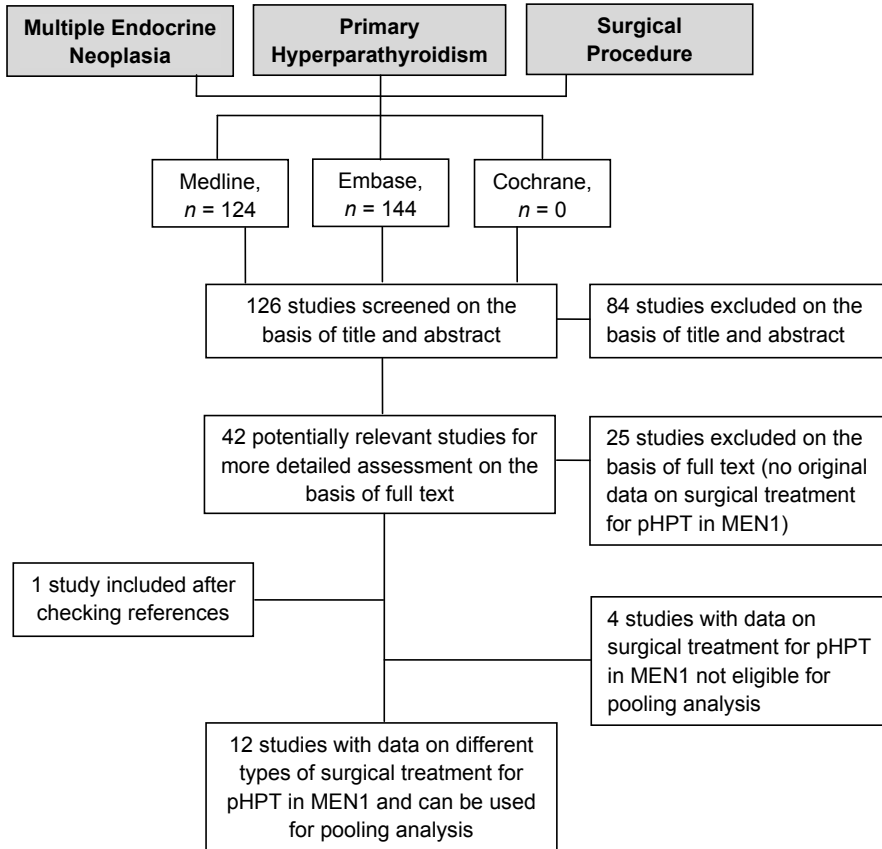 Multiple Endocrine
Neoplasia
Primary
Hyperparathyroidism
Surgical
Procedure
Medline,
n = 124
Embase,
n = 144
Cochrane,
n = 0
126 studies screened on the
basis of title and abstract
84 studies excluded on the
basis of title and abstract
42 potentially relevant studies for
more detailed assessment on the
basis of full text
25 studies excluded on the
basis of full text (no original
data on surgical treatment
for pHPT in MEN1)
1 study included after
checking references
4 studies with data on
surgical treatment for pHPT
in MEN1 not eligible for
pooling analysis
12 studies with data on different
types of surgical treatment for
pHPT in MEN1 and can be used
for pooling analysis